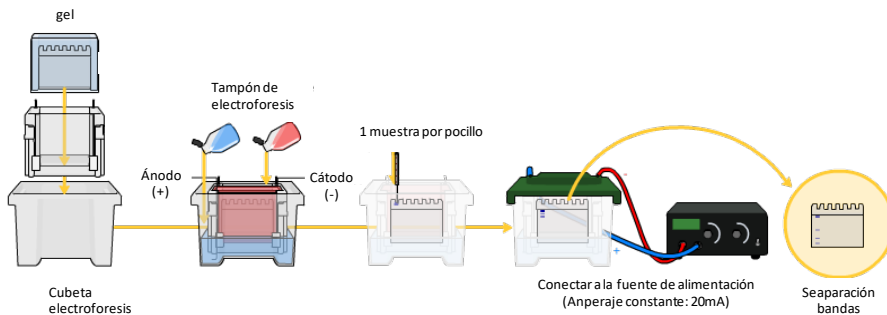 gel
Tampón de
electroforesis
1 muestra por pocillo
Ánodo
(+)
Cátodo
(-)
-
+
Cubeta
electroforesis
Conectar a la fuente de alimentación
(Anperaje constante: 20mA)
Seaparación
bandas